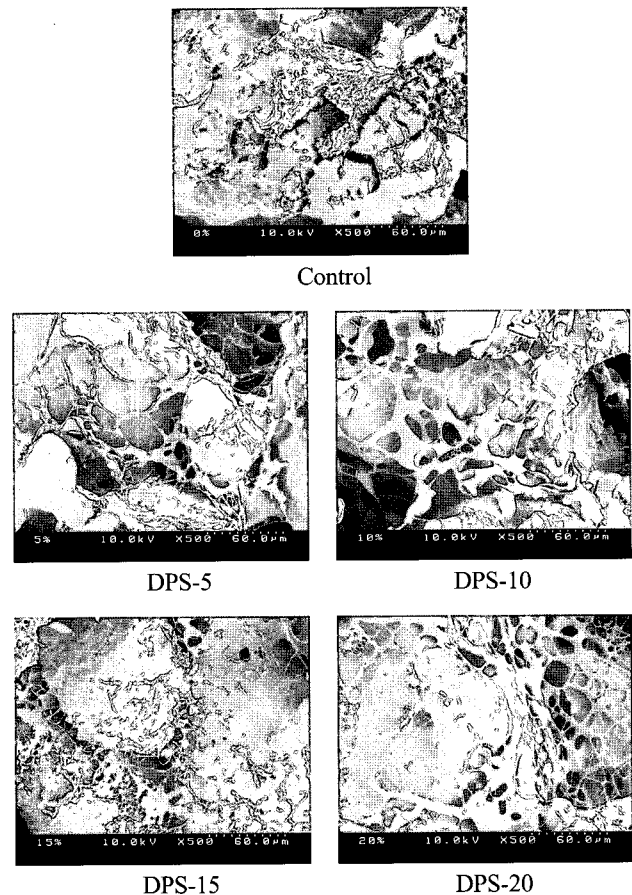 0% 10.0kV X500 60.0µm
Control
5% 10.0kV X500 60.0µm
10% 10.0kV X500 60.0µm
DPS-5
DPS-10
15% 10.0kV X500 60.0µm
20% 10.0kV X500 60.0µm
DPS-15
DPS-20